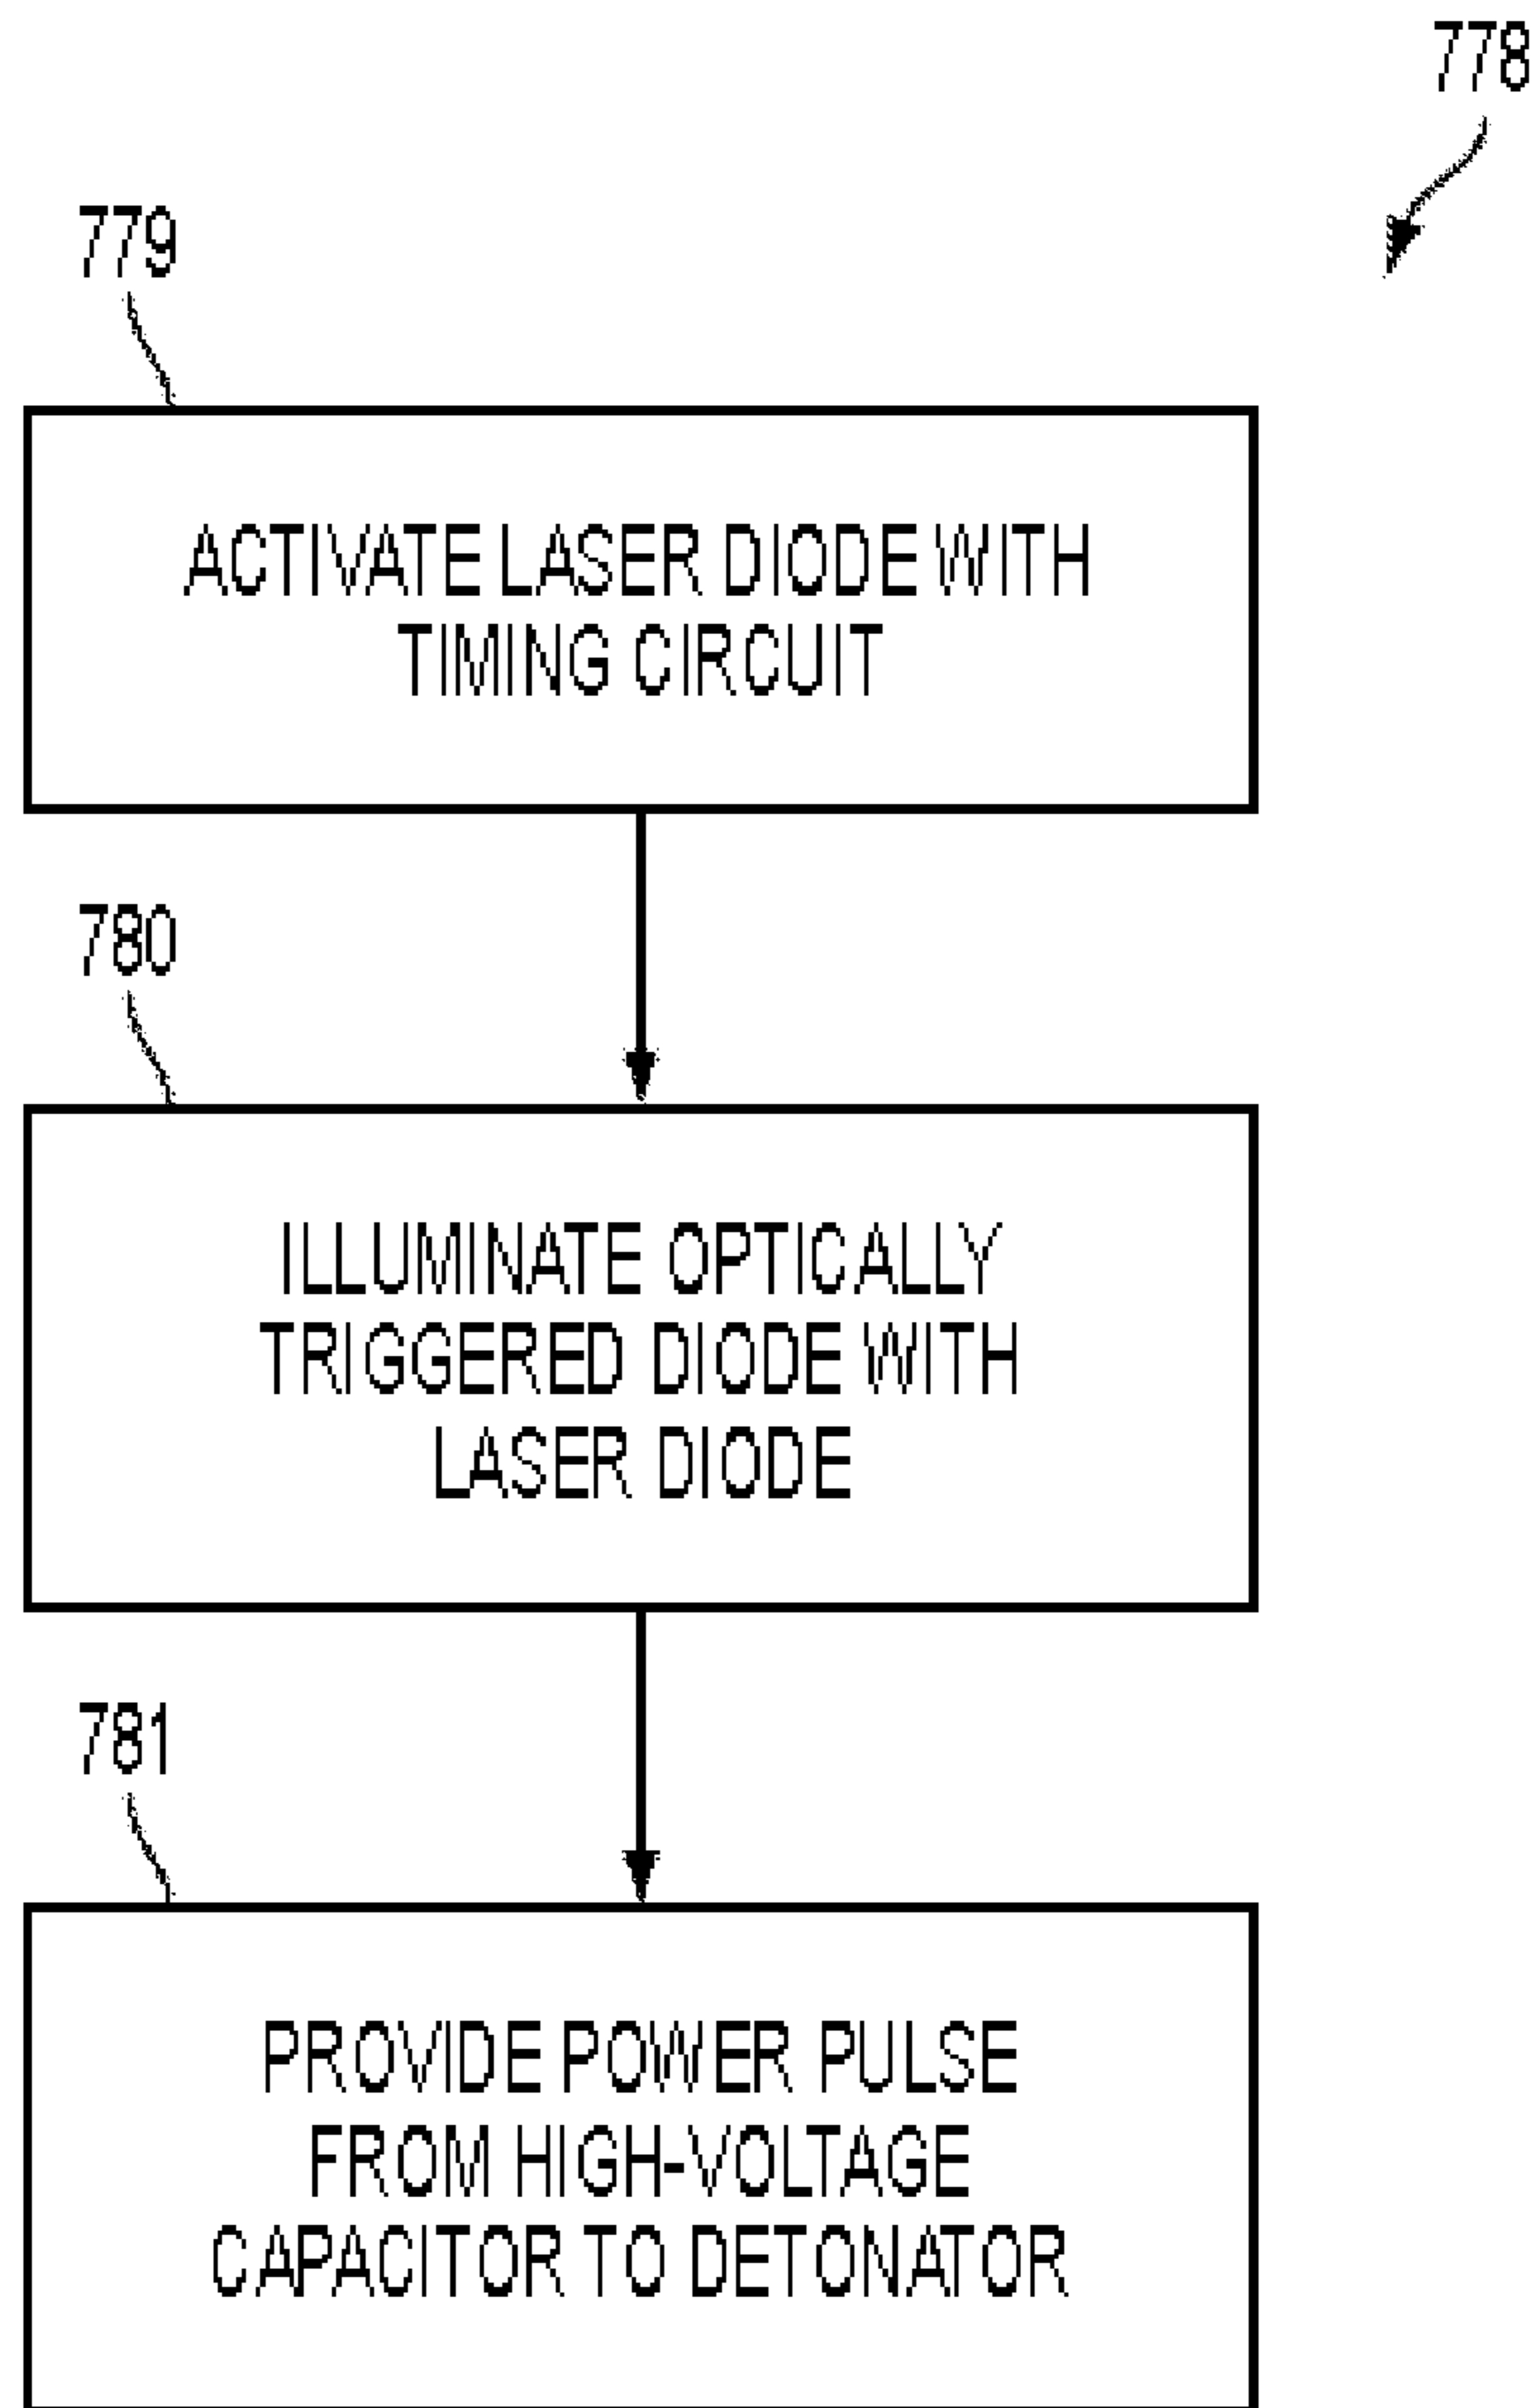 778
779
ACTIVATE LASER DIODE WITH
TIMING CIRCUIT
780
ILLUMINATE OPTICALLY
TRIGGERED DIODE WITH
LASER DIODE
781
PROVIDE POWER PULSE
FROM HIGH-VOLTAGE
CAPACITOR TO DETONATOR